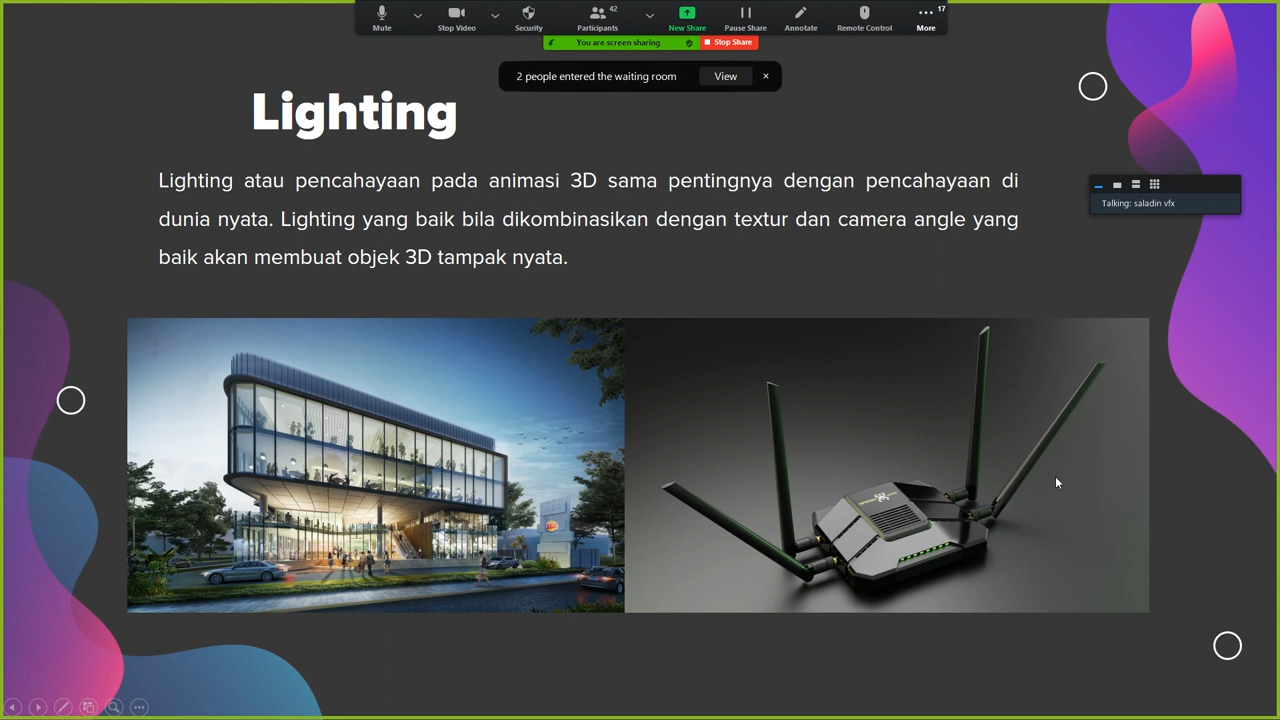 42
17
Mute
Stop Video
Security
Participants
New Share
Pause Share
Annotate
Remote Control
More
You are screen sharing
Stop Share
2 people entered the waiting room
View
Lighting
Lighting atau pencahayaan pada animasi 3D sama pentingnya dengan pencahayaan di
dunia nyata. Lighting yang baik bila dikombinasikan dengan textur dan camera angle yang
baik akan membuat objek 3D tampak nyata.
Talking: saladin vfx